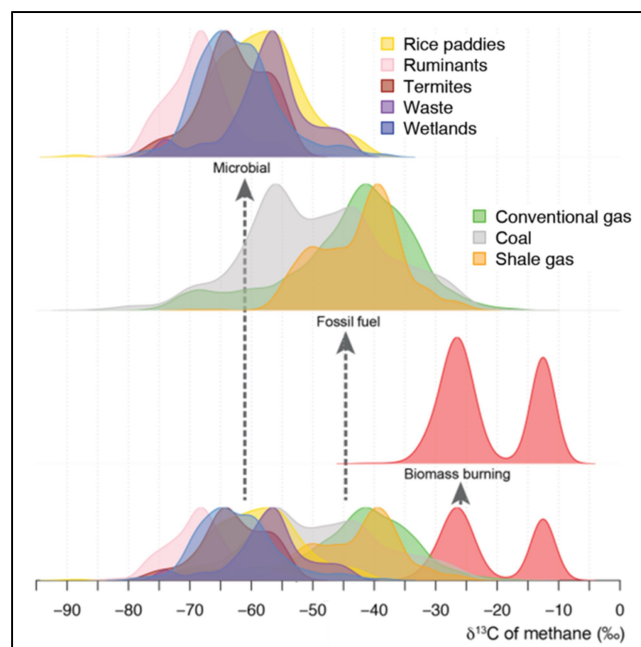 Rice paddies
Ruminants
Termites
Waste
Wetlands
Microbial
Conventional gas
Coal
Shale gas
Fossil fuel
Biomass burning
−90 −80 −70 −60 −50 −40 −30 −20 −10 0
δ¹³C of methane (‰)